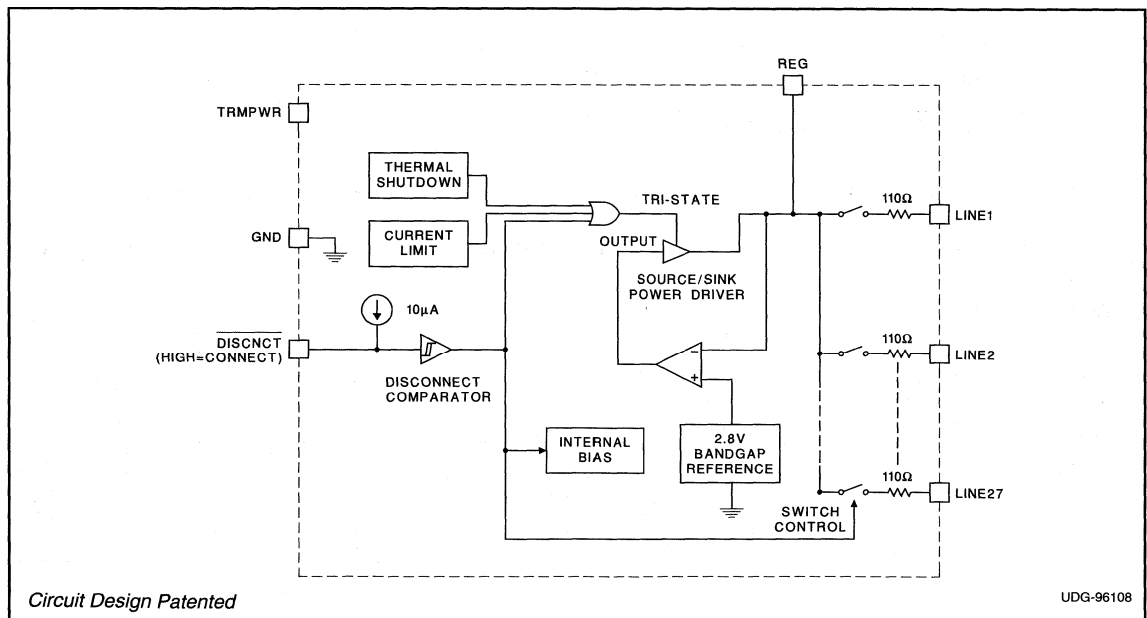 REG
TRMPWR
THERMAL
SHUTDOWN
TRI-STATE
110Ω
LINE1
GND
CURRENT
LIMIT
OUTPUT
SOURCE/SINK
POWER DRIVER
10µA
DISCNCT
(HIGH=CONNECT)
110Ω
LINE2
DISCONNECT
COMPARATOR
−
+
INTERNAL
BIAS
2.8V
BANDGAP
REFERENCE
110Ω
LINE27
SWITCH
CONTROL
Circuit Design Patented
UDG-96108